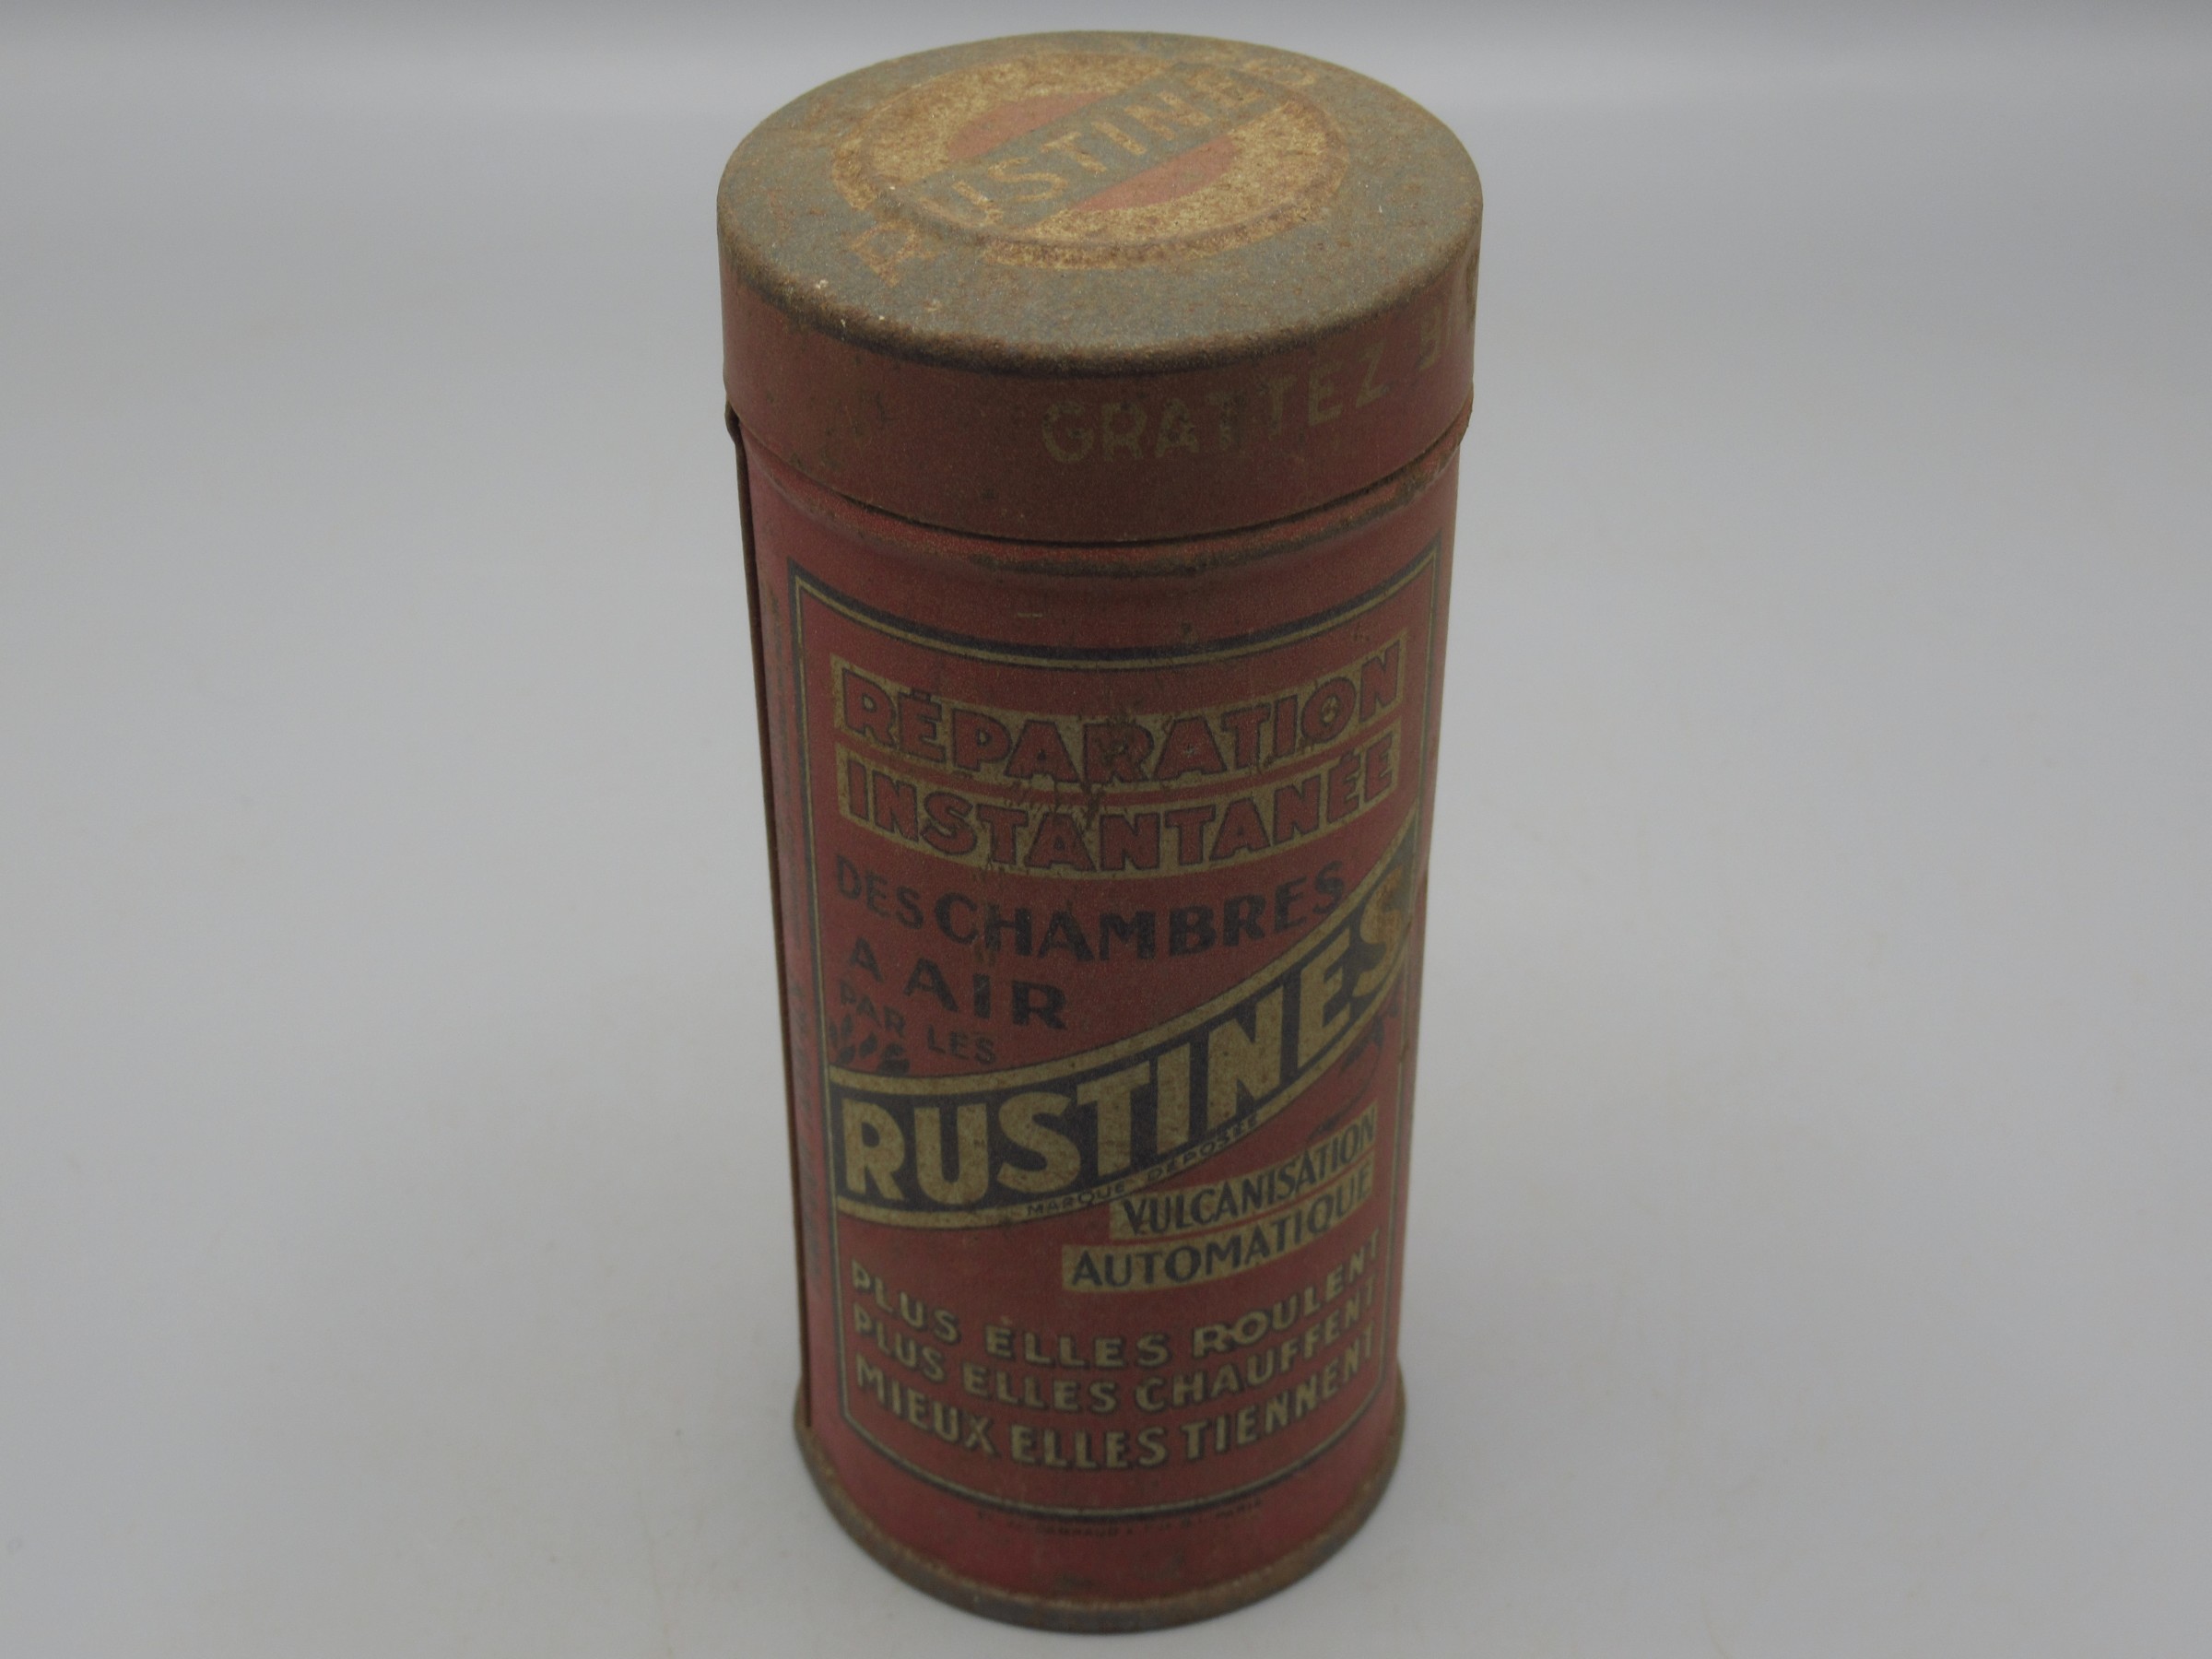 RUSTINES
GRATTEZ
RÉPARATION
INSTANTANÉE
DES CHAMBRES
A AIR
PAR LES
RUSTINES
MARQUE DÉPOSÉE
VULCANISATION
AUTOMATIQUE
PLUS ELLES ROULENT
PLUS ELLES CHAUFFENT
MIEUX ELLES TIENNENT